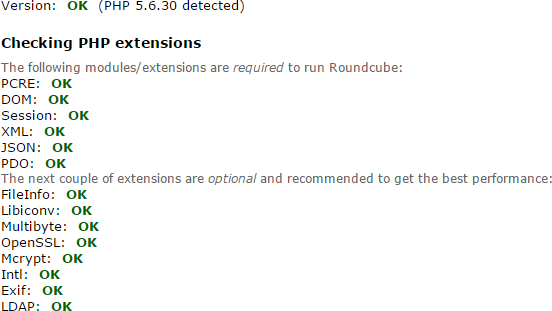 Version: OK (PHP 5.6.30 detected)
Checking PHP extensions
The following modules/extensions are required to run Roundcube:
PCRE: OK
DOM: OK
Session: OK
XML: OK
JSON: OK
PDO: OK
The next couple of extensions are optional and recommended to get the best performance:
FileInfo: OK
Libiconv: OK
Multibyte: OK
OpenSSL: OK
Mcrypt: OK
Intl: OK
Exif: OK
LDAP: OK